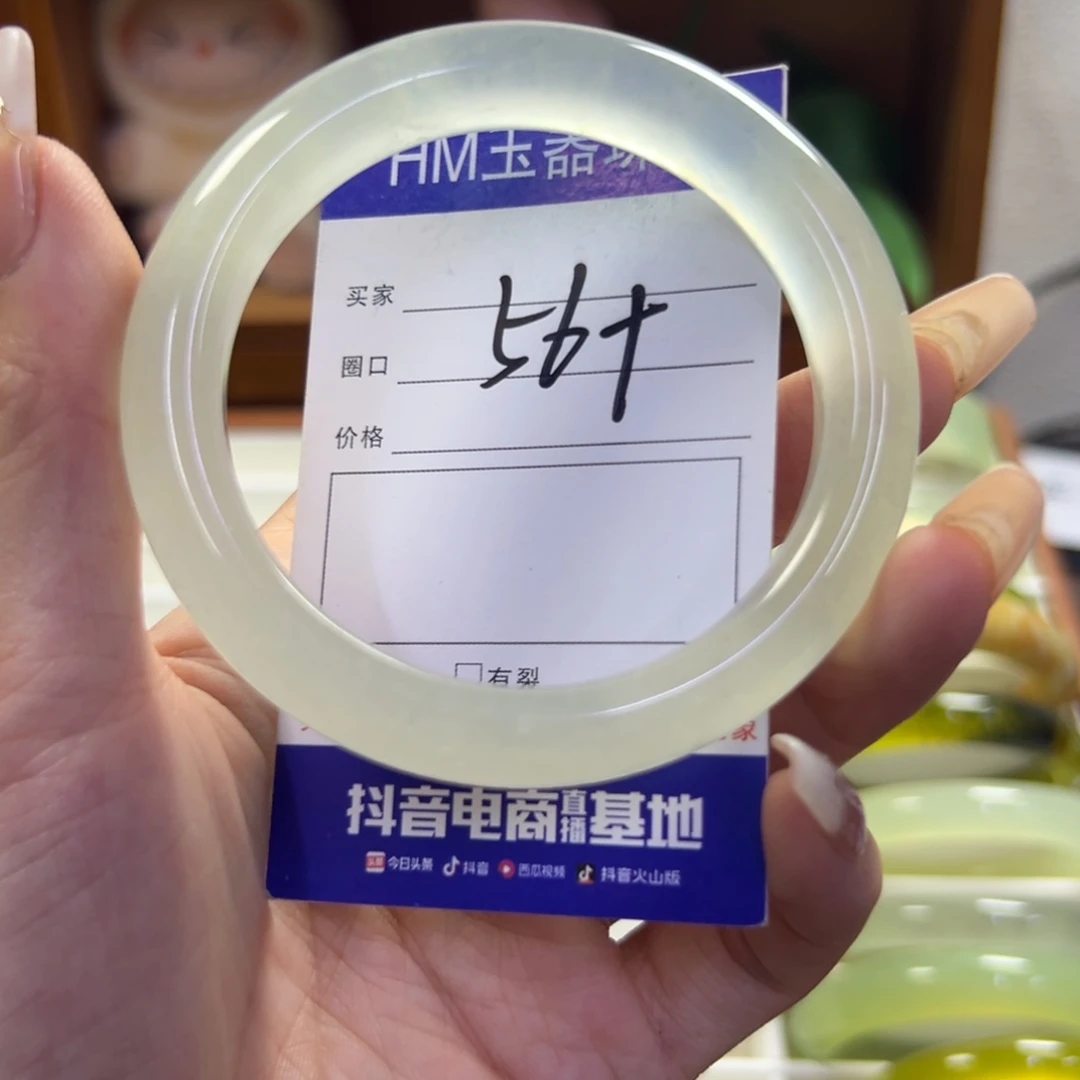 HM玉器
买家
56+
圈口
价格
有裂
家
抖音电商直播基地
今日头条 抖音 西瓜视频 抖音火山版